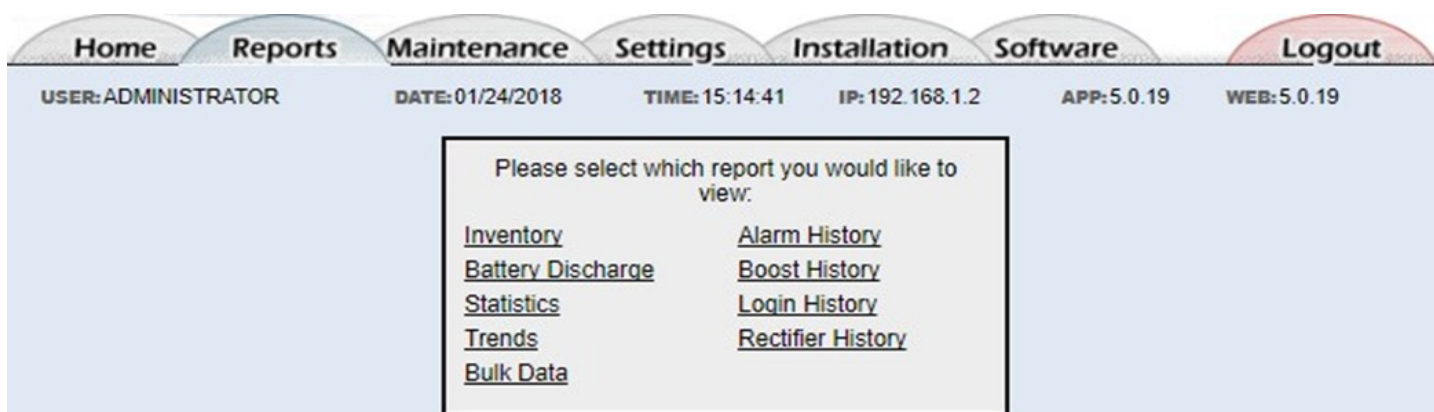 Home Reports Maintenance Settings Installation Software Logout
USER: ADMINISTRATOR DATE: 01/24/2018 TIME: 15:14:41 IP: 192.168.1.2 APP: 5.0.19 WEB: 5.0.19
Please select which report you would like to
view:
Inventory Alarm History
Battery Discharge Boost History
Statistics Login History
Trends Rectifier History
Bulk Data